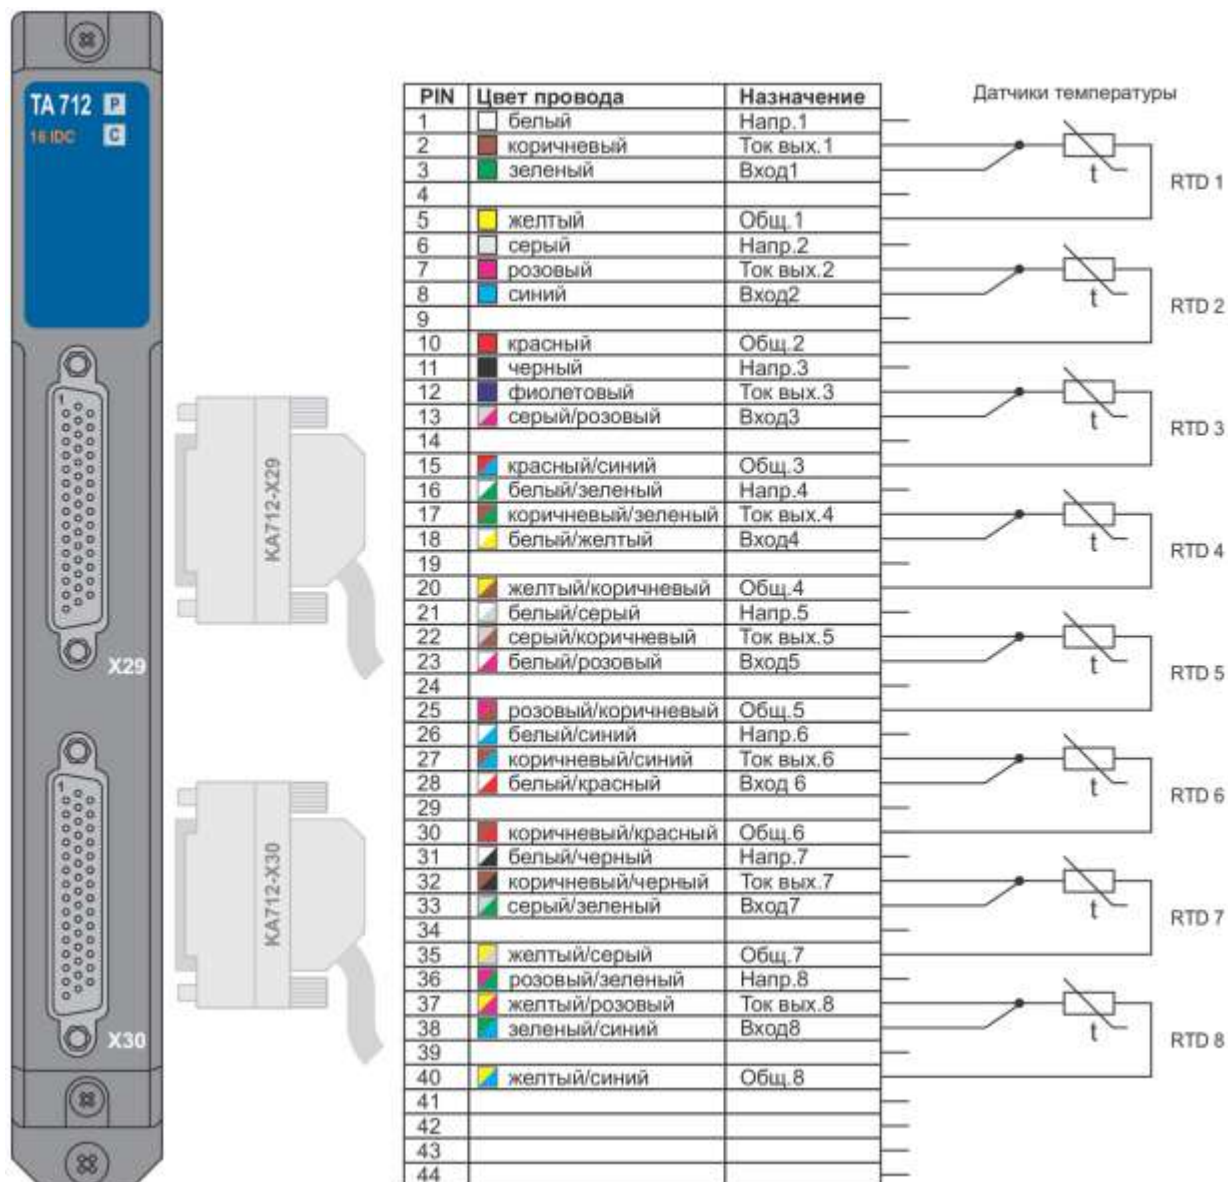 TA 712 P
16 IDC C
1
X29
1
X30
KA712-X29
KA712-X30
PIN Цвет провода Назначение
1 белый Напр.1
2 коричневый Ток вых.1
3 зеленый Вход1
4
5 желтый Общ.1
6 серый Напр.2
7 розовый Ток вых.2
8 синий Вход2
9
10 красный Общ.2
11 черный Напр.3
12 фиолетовый Ток вых.3
13 серый/розовый Вход3
14
15 красный/синий Общ.3
16 белый/зеленый Напр.4
17 коричневый/зеленый Ток вых.4
18 белый/желтый Вход4
19
20 желтый/коричневый Общ.4
21 белый/серый Напр.5
22 серый/коричневый Ток вых.5
23 белый/розовый Вход5
24
25 розовый/коричневый Общ.5
26 белый/синий Напр.6
27 коричневый/синий Ток вых.6
28 белый/красный Вход 6
29
30 коричневый/красный Общ.6
31 белый/черный Напр.7
32 коричневый/черный Ток вых.7
33 серый/зеленый Вход7
34
35 желтый/серый Общ.7
36 розовый/зеленый Напр.8
37 желтый/розовый Ток вых.8
38 зеленый/синий Вход8
39
40 желтый/синий Общ.8
41
42
43
44
Датчики температуры
t RTD 1
t RTD 2
t RTD 3
t RTD 4
t RTD 5
t RTD 6
t RTD 7
t RTD 8